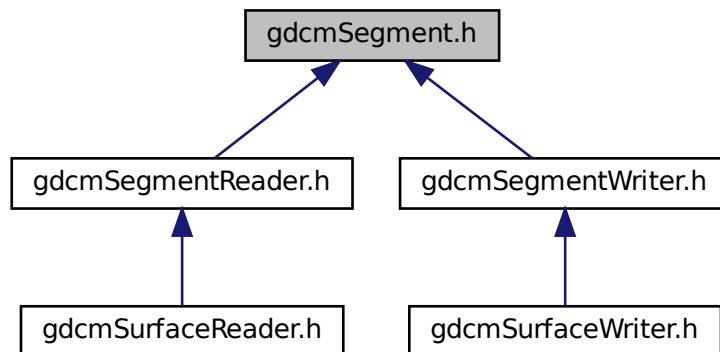 gdcmSegment.h
gdcmSegmentReader.h
gdcmSegmentWriter.h
gdcmSurfaceReader.h
gdcmSurfaceWriter.h